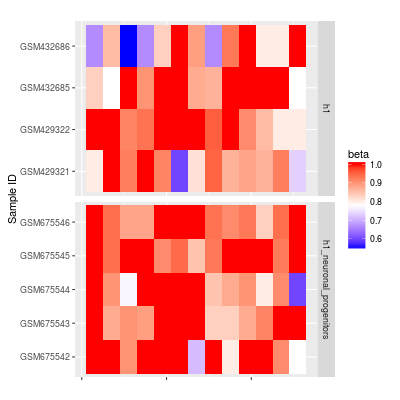 GSM432686
GSM432685
GSM429322
GSM429321
h1
GSM675546
GSM675545
GSM675544
GSM675543
GSM675542
h1_neuronal_progenitors
Sample ID
beta
1.0
0.9
0.8
0.7
0.6